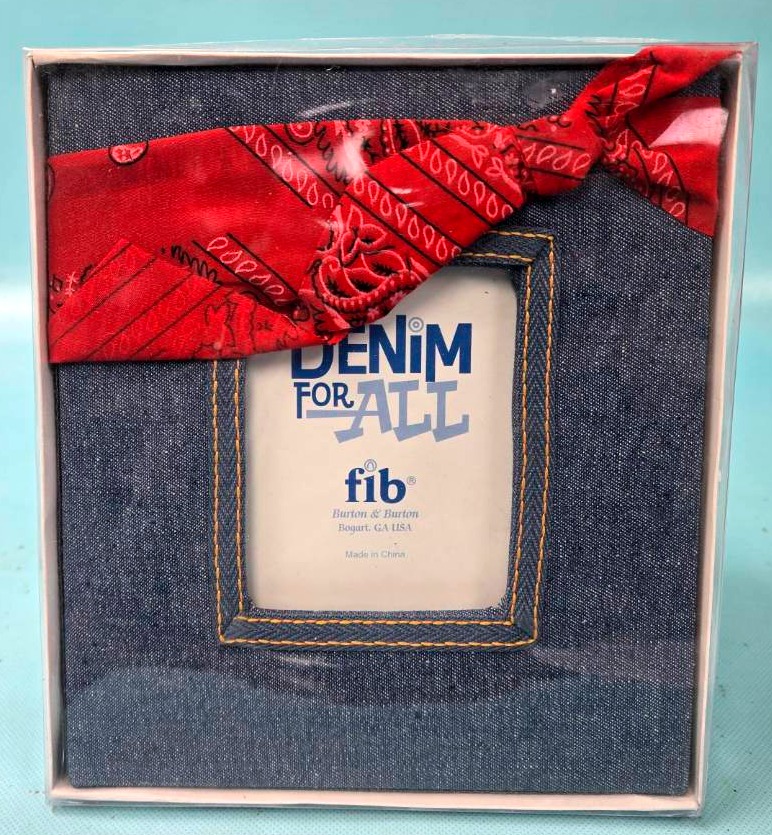 DENiM
FOR ALL
fib®
Burton & Burton
Bogart, GA USA
Made in China